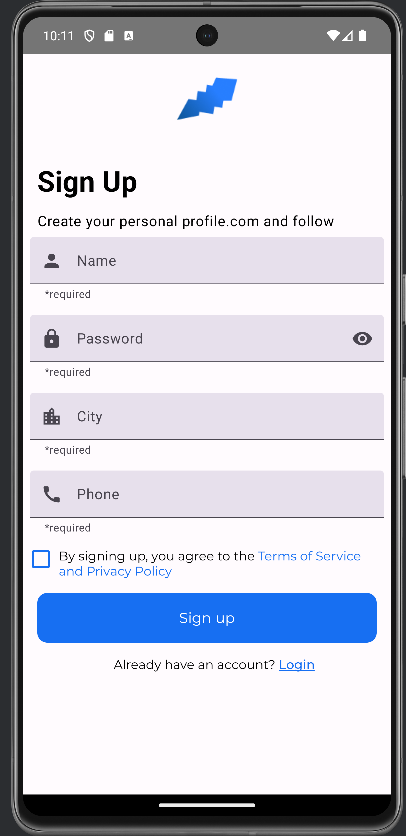 10:11
A
Sign Up
Create your personal profile.com and follow
Name
*required
Password
*required
City
*required
Phone
*required
By signing up, you agree to the Terms of Service
and Privacy Policy
Sign up
Already have an account? Login